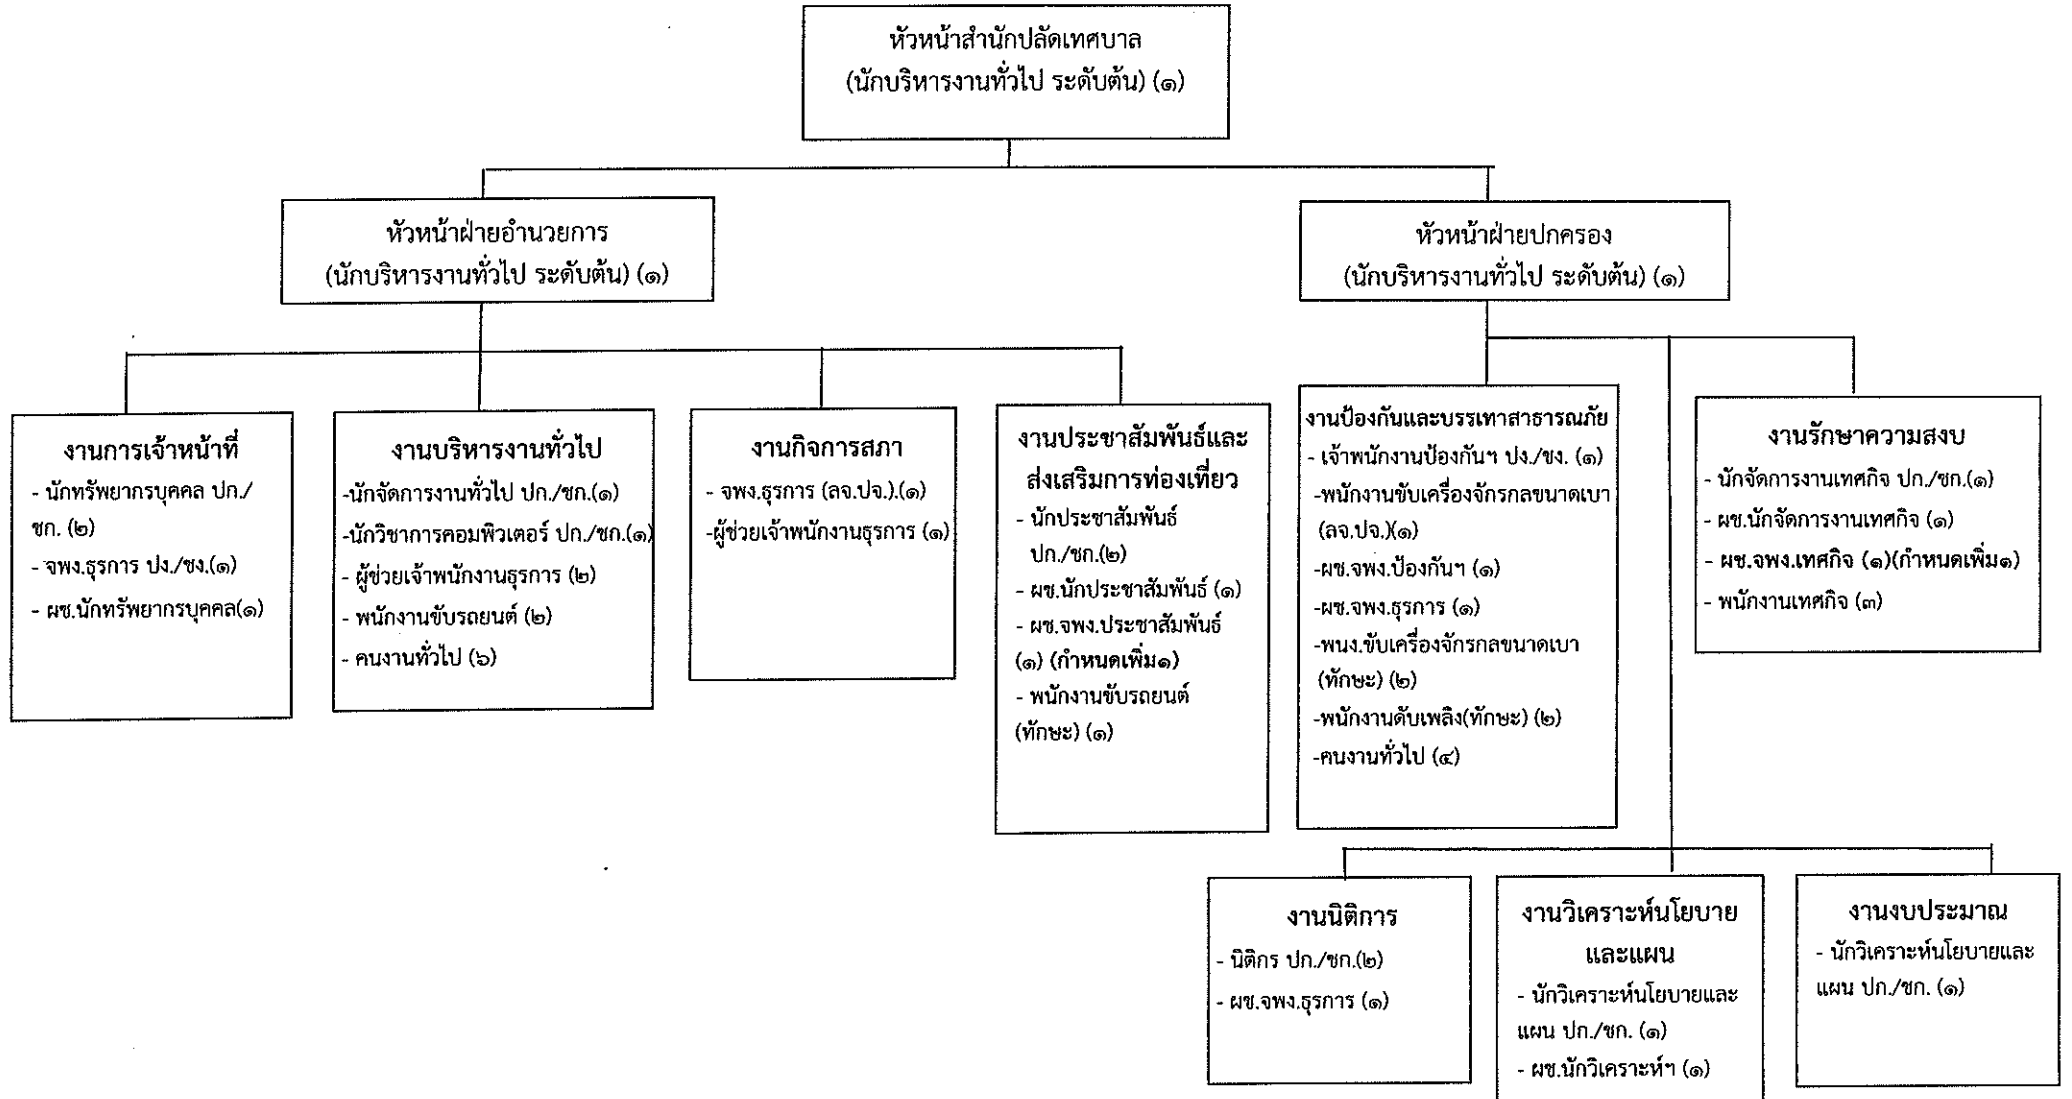 หัวหน้าสำนักปลัดเทศบาล
(นักบริหารงานทั่วไป ระดับต้น) (๑)
หัวหน้าฝ่ายอำนวยการ
(นักบริหารงานทั่วไป ระดับต้น) (๑)
หัวหน้าฝ่ายปกครอง
(นักบริหารงานทั่วไป ระดับต้น) (๑)
งานการเจ้าหน้าที่
- นักทรัพยากรบุคคล ปก./
ชก. (๒)
- จพง.ธุรการ ปง./ชง.(๑)
- ผช.นักทรัพยากรบุคคล(๑)
งานบริหารงานทั่วไป
-นักจัดการงานทั่วไป ปก./ชก.(๑)
-นักวิชาการคอมพิวเตอร์ ปก./ชก.(๑)
- ผู้ช่วยเจ้าพนักงานธุรการ (๒)
- พนักงานขับรถยนต์ (๒)
- คนงานทั่วไป (๖)
งานกิจการสภา
- จพง.ธุรการ (ลจ.ปจ.).(๑)
-ผู้ช่วยเจ้าพนักงานธุรการ (๑)
งานประชาสัมพันธ์และ
ส่งเสริมการท่องเที่ยว
- นักประชาสัมพันธ์
ปก./ชก.(๒)
- ผช.นักประชาสัมพันธ์ (๑)
- ผช.จพง.ประชาสัมพันธ์
(๑) (กำหนดเพิ่ม๑)
- พนักงานขับรถยนต์
(ทักษะ) (๑)
งานป้องกันและบรรเทาสาธารณภัย
- เจ้าพนักงานป้องกันฯ ปง./ชง. (๑)
-พนักงานขับเครื่องจักรกลขนาดเบา
(ลจ.ปจ.)(๑)
-ผช.จพง.ป้องกันฯ (๑)
-ผช.จพง.ธุรการ (๑)
-พนง.ขับเครื่องจักรกลขนาดเบา
(ทักษะ) (๒)
-พนักงานดับเพลิง(ทักษะ) (๒)
-คนงานทั่วไป (๔)
งานรักษาความสงบ
- นักจัดการงานเทศกิจ ปก./ชก.(๑)
- ผช.นักจัดการงานเทศกิจ (๑)
- ผช.จพง.เทศกิจ (๑)(กำหนดเพิ่ม๑)
- พนักงานเทศกิจ (๓)
งานนิติการ
- นิติกร ปก./ชก.(๒)
- ผช.จพง.ธุรการ (๑)
งานวิเคราะห์นโยบาย
และแผน
- นักวิเคราะห์นโยบายและ
แผน ปก./ชก. (๑)
- ผช.นักวิเคราะห์ฯ (๑)
งานงบประมาณ
- นักวิเคราะห์นโยบายและ
แผน ปก./ชก. (๑)